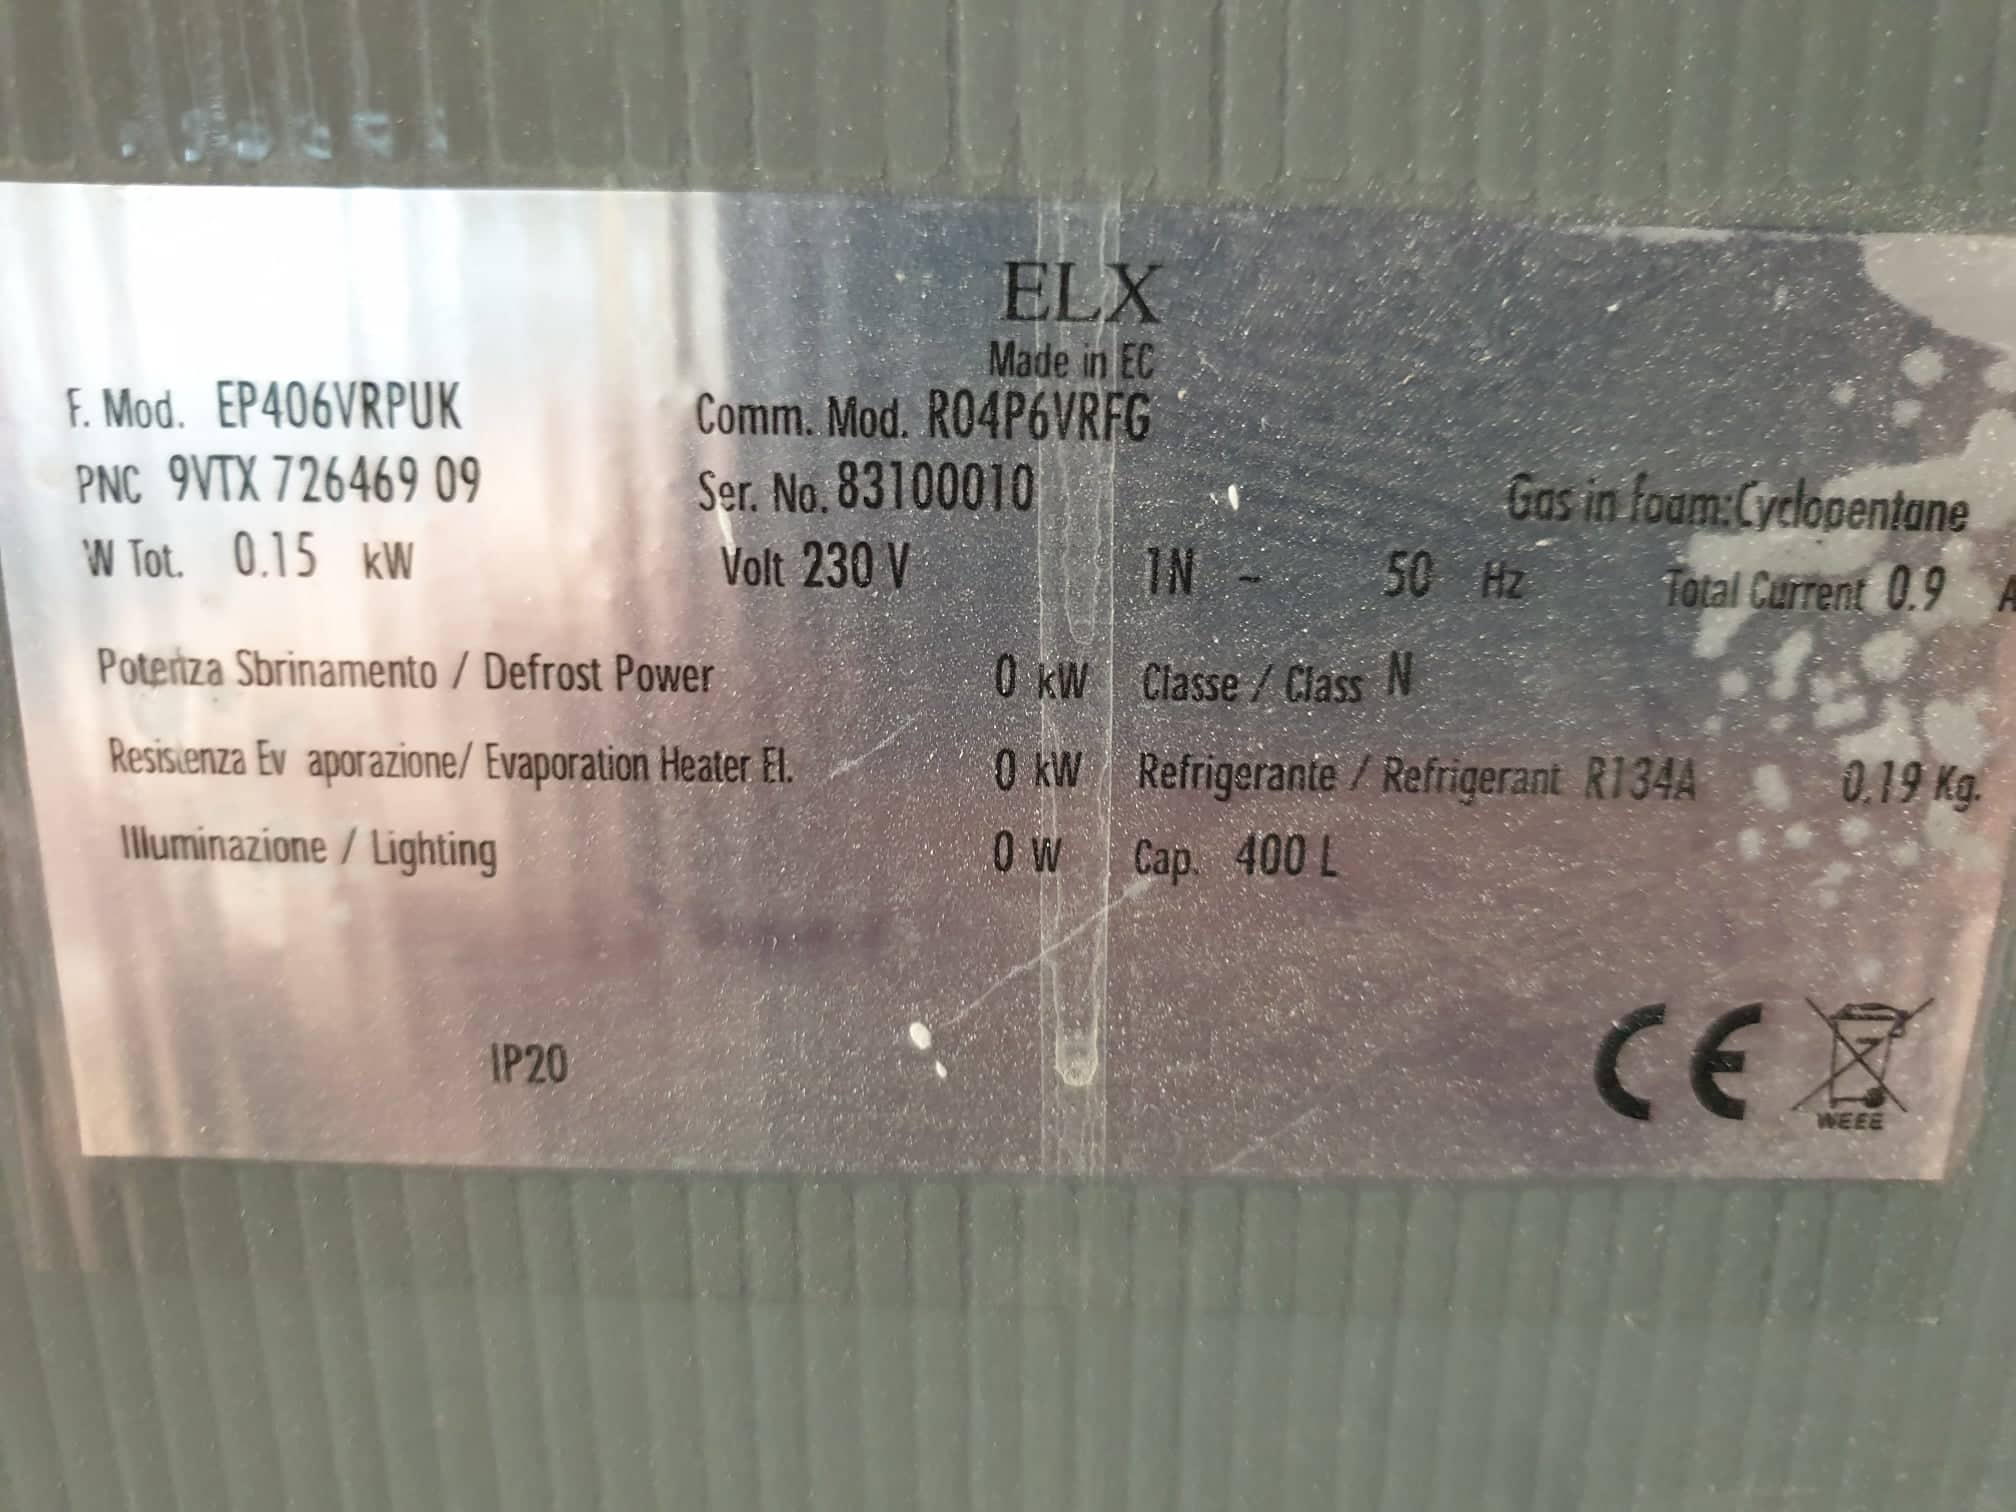 ELX
Made in EC
F. Mod. EP406VRPUK Comm. Mod. R04P6VRFG
PNC 9VTX 726469 09 Ser. No. 83100010 Gas in foam:Cyclopentane
W Tot. 0.15 kW Volt 230 V 1N ~ 50 Hz Total Current 0.9 A
Potenza Sbrinamento / Defrost Power 0 kW Classe / Class N
Resistenza Ev aporazione/ Evaporation Heater El. 0 kW Refrigerante / Refrigerant R134A 0,19 Kg.
Illuminazione / Lighting 0 W Cap. 400 L
IP20 CE
WEEE